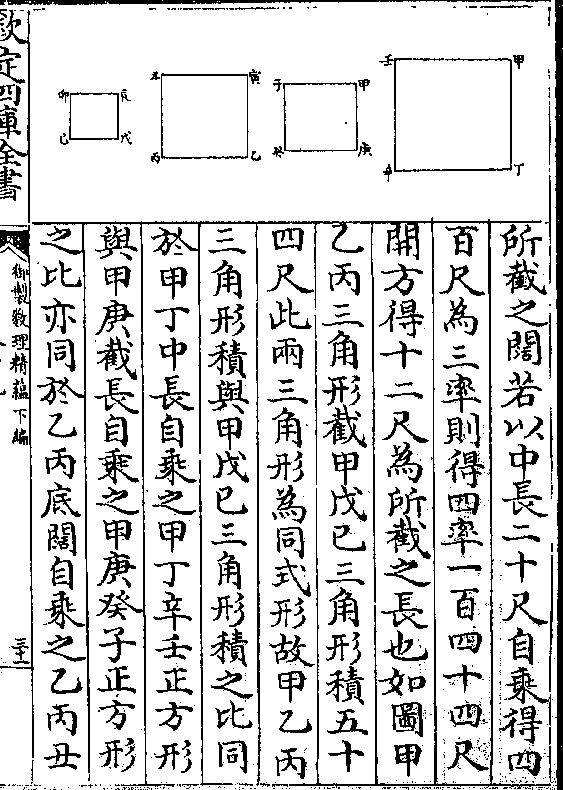 欽定四庫全書
御製數理精蘊下編
壬
甲
辛
丁
子
甲
癸
庚
丑
寅
丙
乙
卯
辰
己
戊
所截之闊若以中長二十尺自乘得四
百尺為三率則得四率一百四十四尺
開方得十二尺為所截之長也如圖甲
乙丙三角形截甲戊己三角形積五十
四尺此兩三角形為同式形故甲乙丙
三角形積與甲戊己三角形積之比同
於甲丁中長自乘之甲丁辛壬正方形
與甲庚截長自乘之甲庚癸子正方形
之比亦同於乙丙底闊自乘之乙丙丑